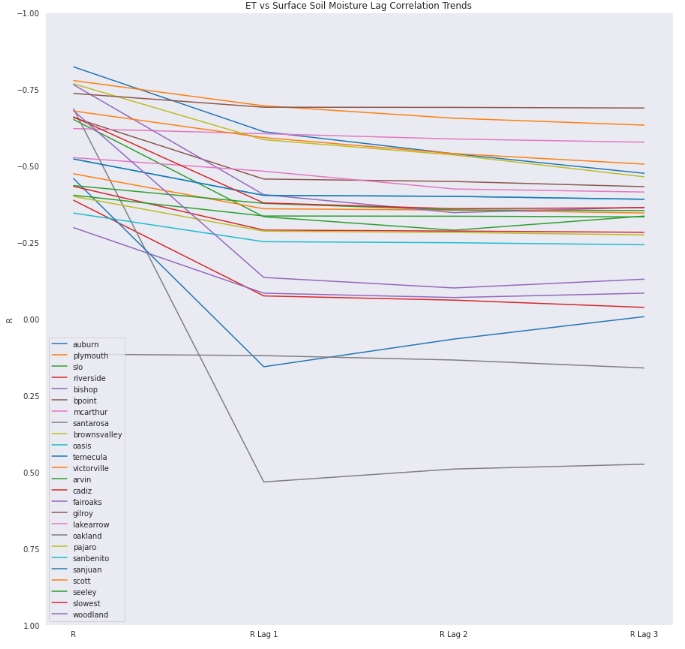 ET vs Surface Soil Moisture Lag Correlation Trends
−1.00
−0.75
−0.50
−0.25
0.00
0.25
0.50
0.75
1.00
R
auburn
plymouth
slo
riverside
bishop
bpoint
mcarthur
santarosa
brownsvalley
oasis
temecula
victorville
arvin
cadiz
fairoaks
gilroy
lakearrow
oakland
pajaro
sanbenito
sanjuan
scott
seeley
slowest
woodland
R
R Lag 1
R Lag 2
R Lag 3